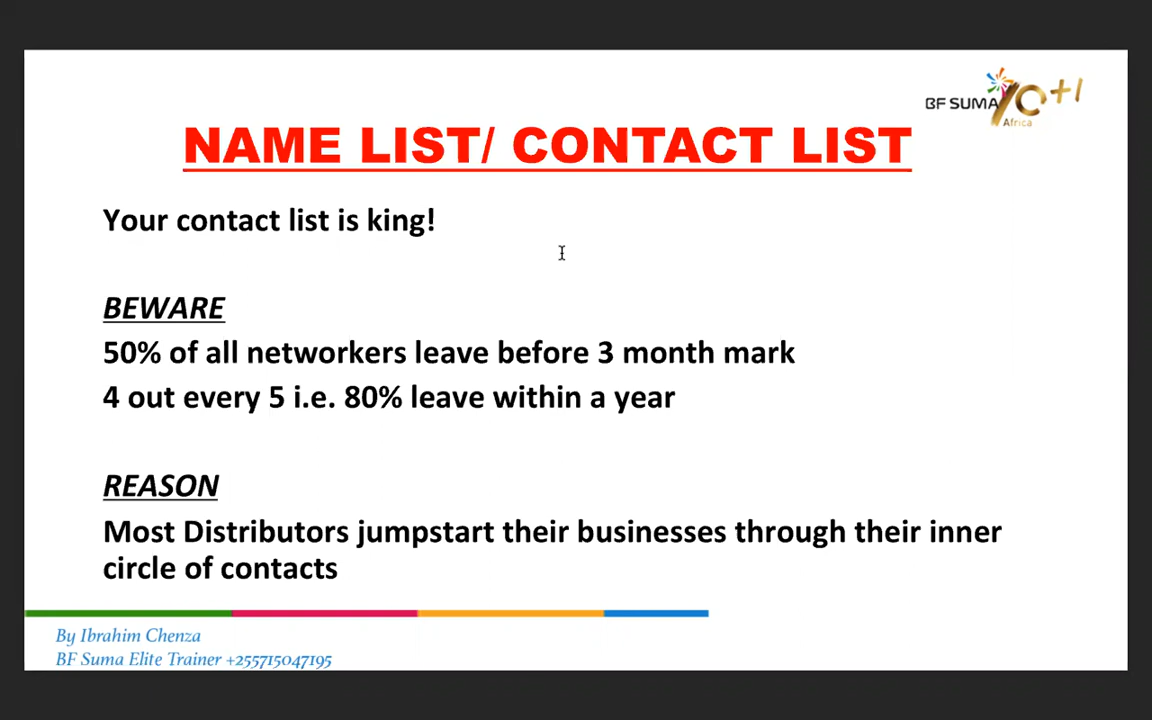 BF SUMA 10+1
Africa
NAME LIST/ CONTACT LIST
Your contact list is king!
BEWARE
50% of all networkers leave before 3 month mark
4 out every 5 i.e. 80% leave within a year
REASON
Most Distributors jumpstart their businesses through their inner
circle of contacts
By Ibrahim Chenza
BF Suma Elite Trainer +255715047195